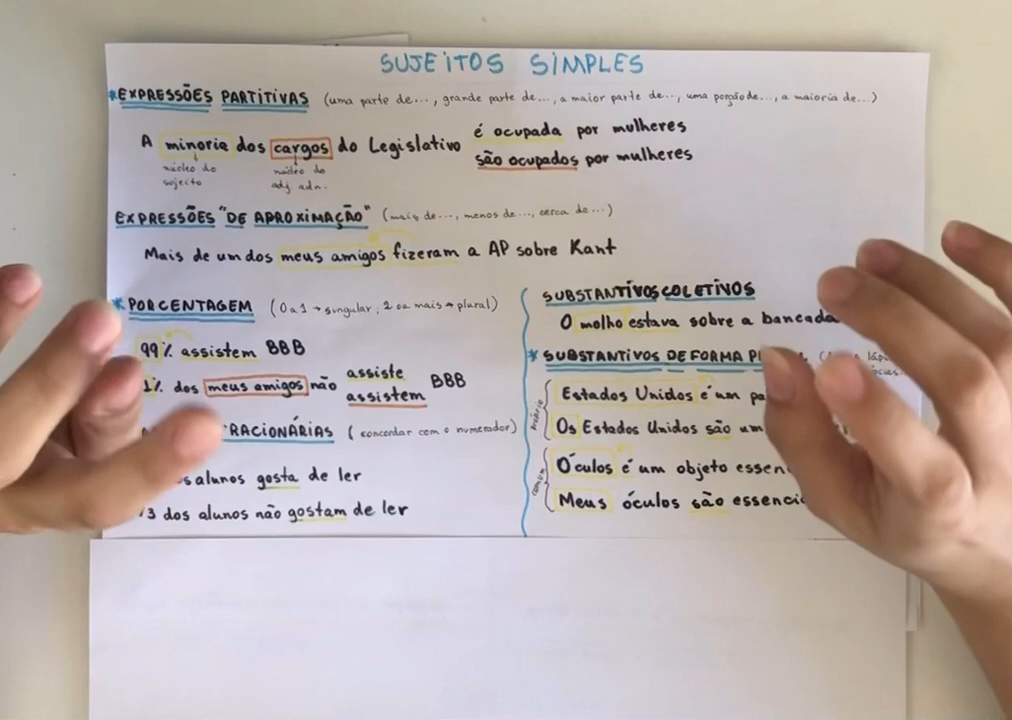 SUJEITOS SIMPLES
*EXPRESSÕES PARTITIVAS (uma parte de..., grande parte de..., a maior parte de..., uma porção de..., a maioria de...)
A minoria dos cargos do Legislativo
é ocupada por mulheres
são ocupados por mulheres
núcleo do sujeito
núcleo do adj. adn.
EXPRESSÕES "DE APROXIMAÇÃO" (mais de..., menos de..., cerca de...)
Mais de um dos meus amigos fizeram a AP sobre Kant
*PORCENTAGEM (0 a 1 → singular, 2 ou mais → plural)
99% assistem BBB
1% dos meus amigos não
assiste
assistem
BBB
RACIONÁRIAS (concordar com o numerador)
alunos gosta de ler
3 dos alunos não gostam de ler
SUBSTANTIVOS COLETIVOS
O molho estava sobre a bancada
*SUBSTANTIVOS DE FORMA
Estados Unidos é um
Os Estados Unidos são um
Óculos é um objeto
Meus óculos são
comum